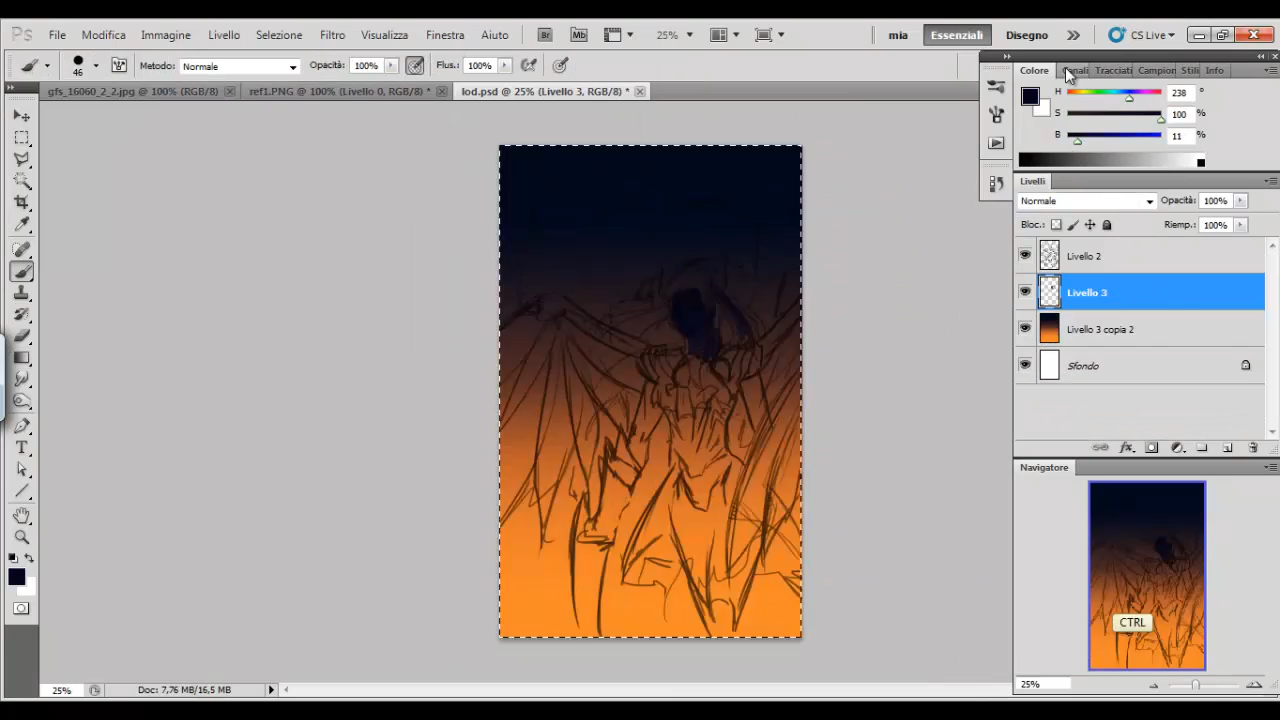 Ps File Modifica Immagine Livello Selezione Filtro Visualizza Finestra Aiuto Br Mb 25% mia Essenziali Disegno CS Live
46 Metodo: Normale Opacità: 100% Flus.: 100%
gfs_16060_2_2.jpg @ 100% (RGB/8) ref1.PNG @ 100% (Livello 0, RGB/8) * lod.psd @ 25% (Livello 3, RGB/8) *
Colore Canali Tracciati Campion Stili Info
H 238 °
S 100 %
B 11 %
Livelli
Normale Opacità: 100%
Bloc.: Riemp.: 100%
Livello 2
Livello 3
Livello 3 copia 2
Sfondo
fx
Navigatore
CTRL
25%
T
25% Doc: 7,76 MB/16,5 MB